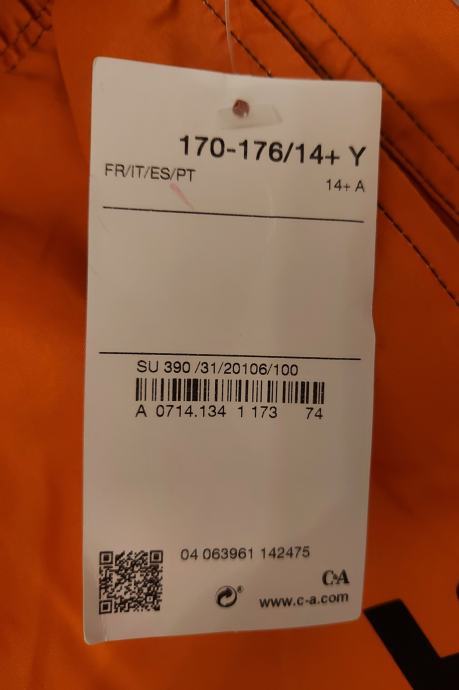 170-176/14+ Y
FR/IT/ES/PT
14+ A
SU 390 /31/20106/100
A 0714.134 1 173 74
04 063961 142475
C&A
www.c-a.com